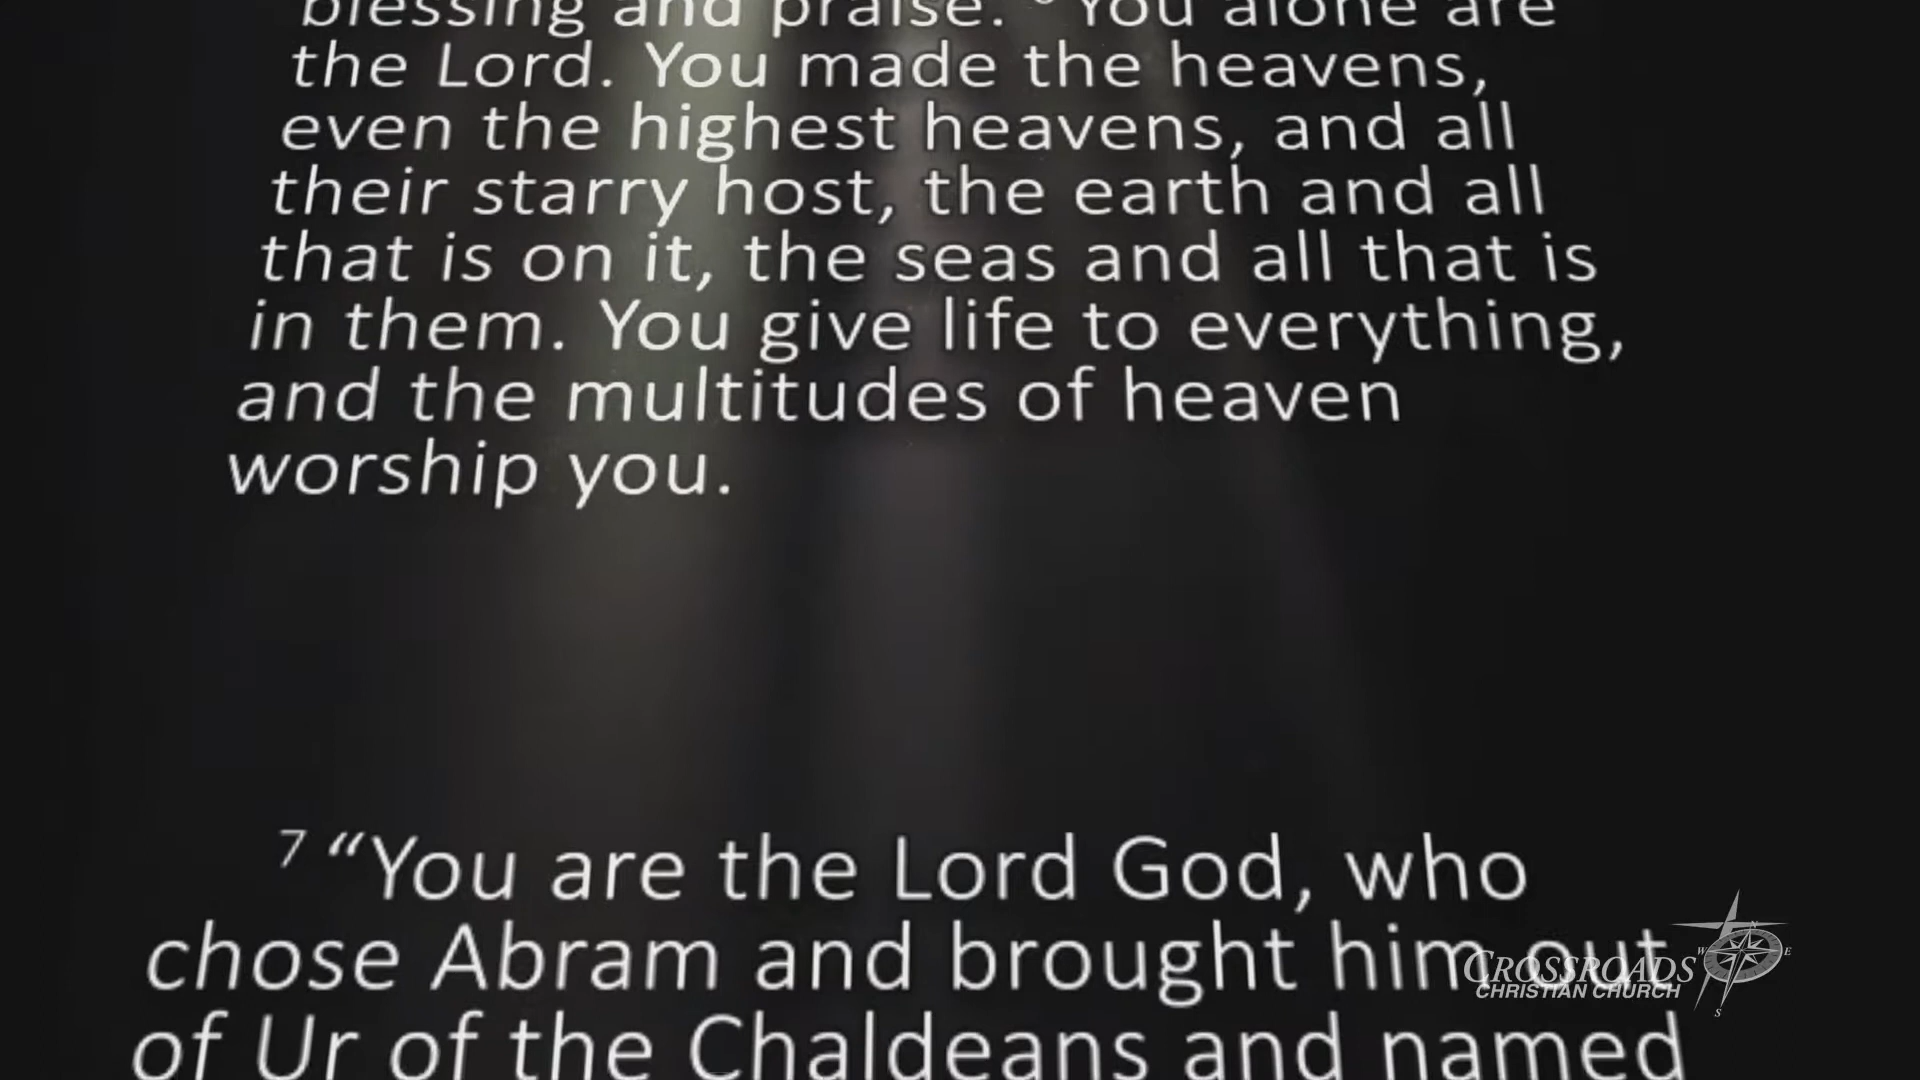 blessing and praise. 6 You alone are
the Lord. You made the heavens,
even the highest heavens, and all
their starry host, the earth and all
that is on it, the seas and all that is
in them. You give life to everything,
and the multitudes of heaven
worship you.
7 “You are the Lord God, who
chose Abram and brought him out
of Ur of the Chaldeans and named
CROSSROADS
CHRISTIAN CHURCH
N
W
E
S